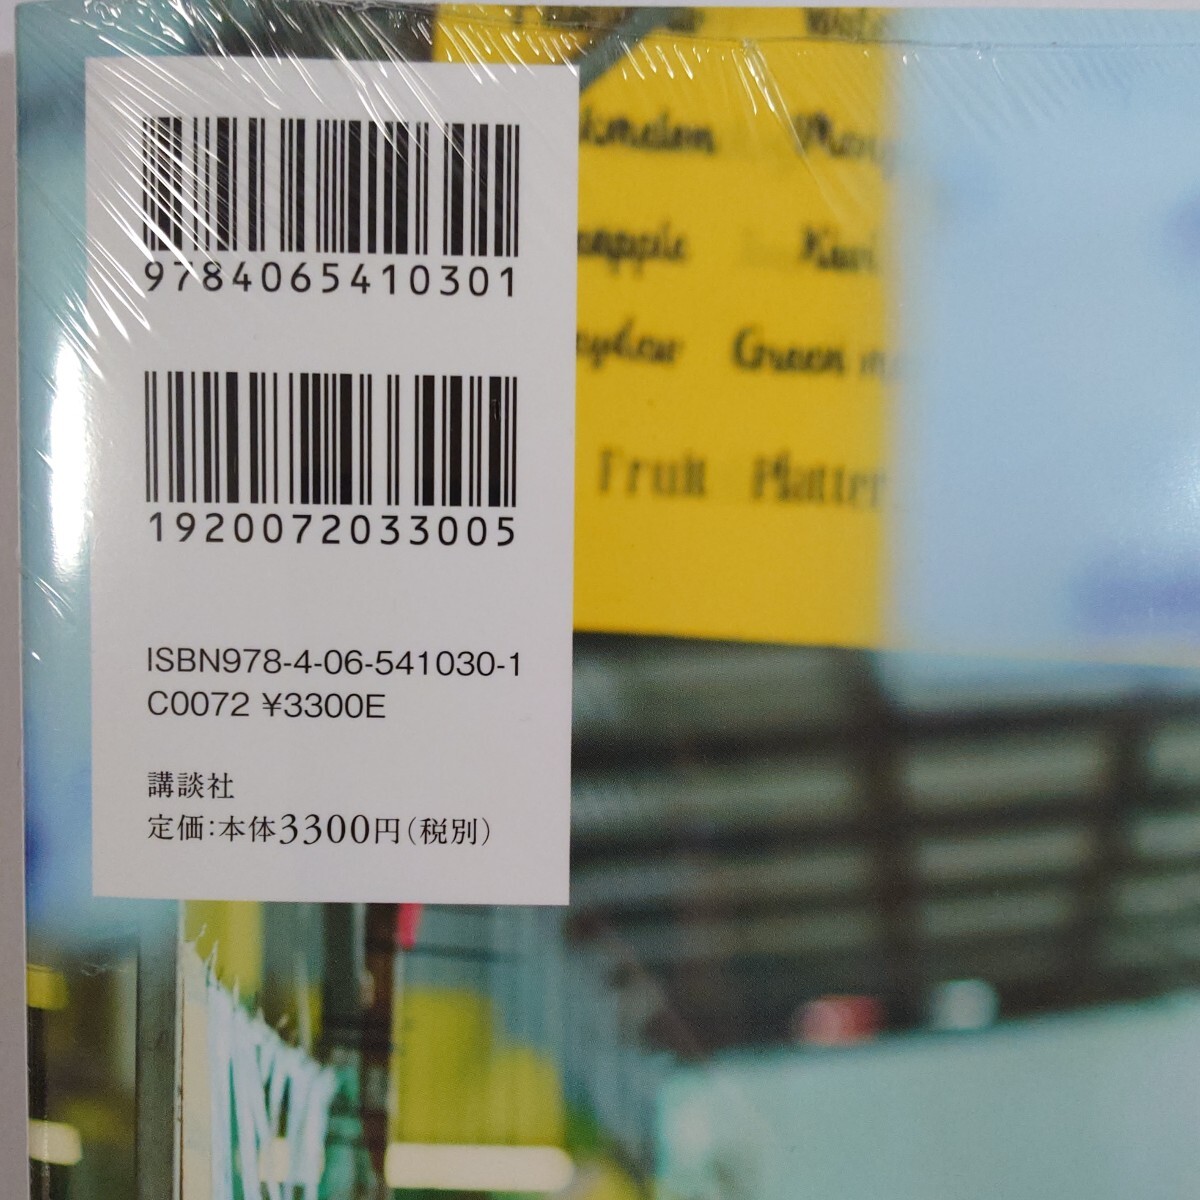 9784065410301
1920072033005
ISBN978-4-06-541030-1
C0072 ¥3300E
講談社
定価：本体3300円（税別）
Kiwi
Green
Fruit Platter